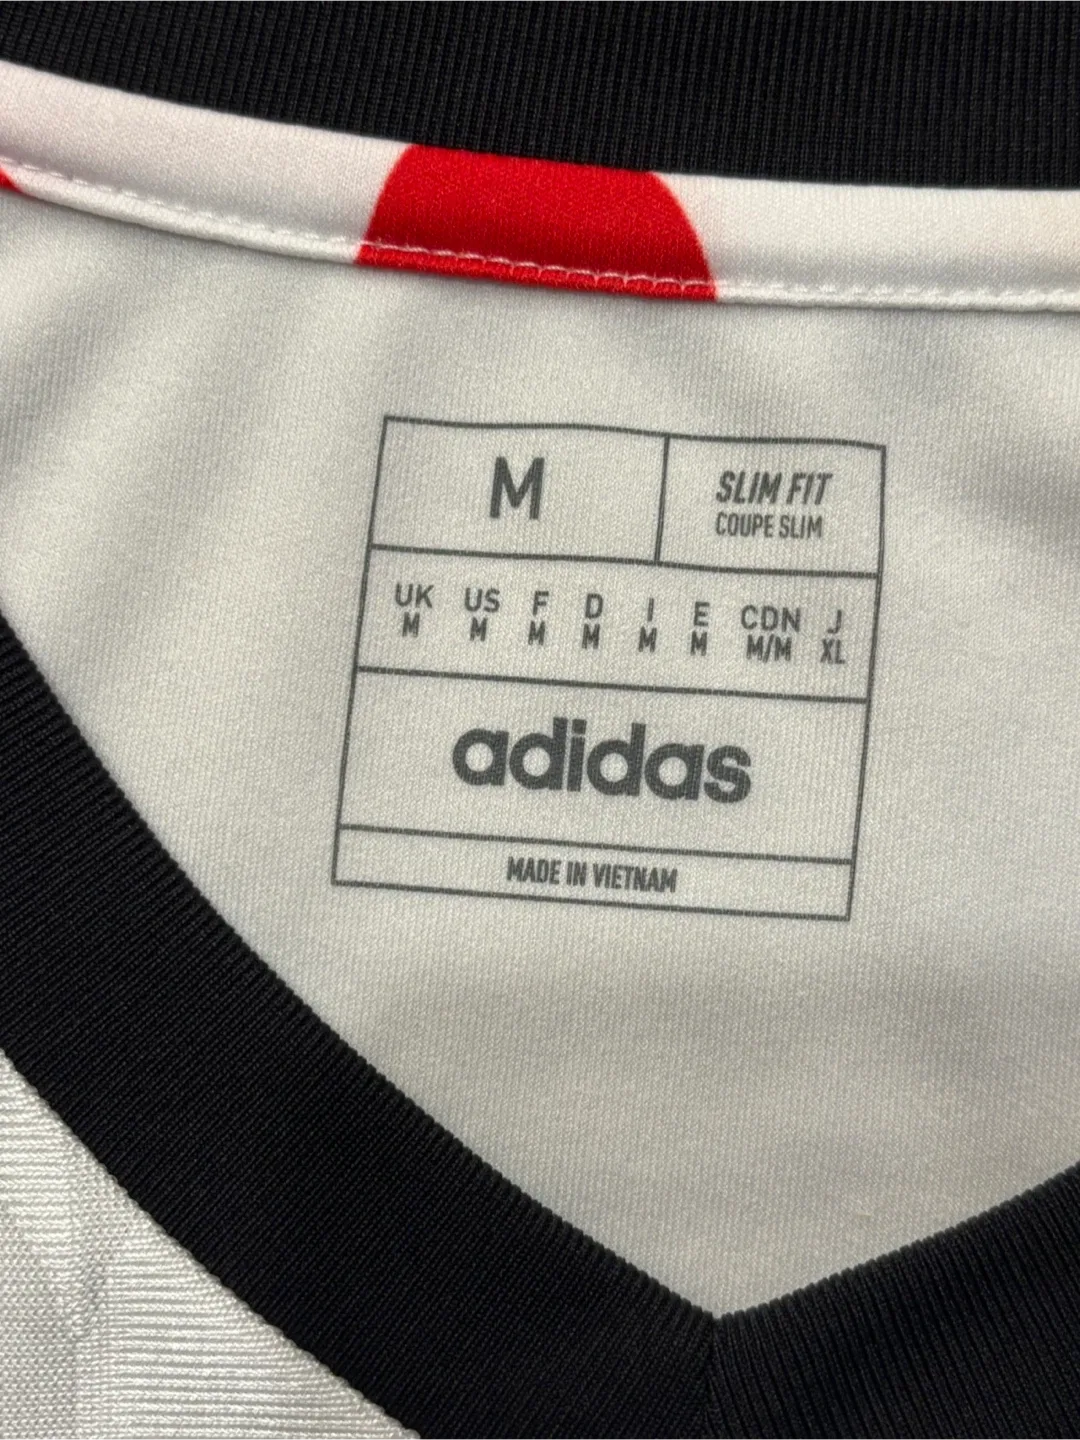 M
SLIM FIT
COUPE SLIM
UK US F D I E CDN J
M M M M M M M/M XL
adidas
MADE IN VIETNAM